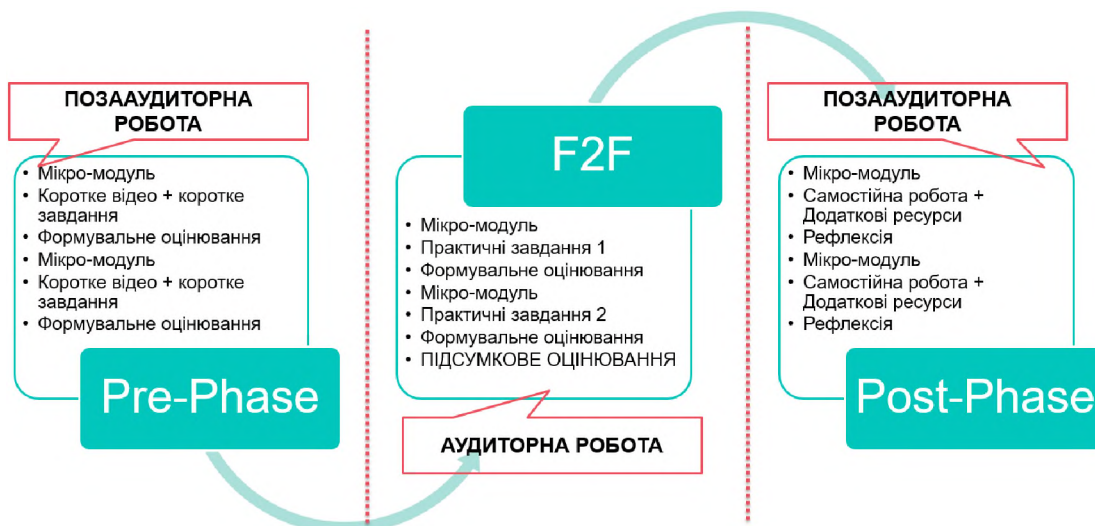 ПОЗААУДИТОРНА
РОБОТА
• Мікро-модуль
• Коротке відео + коротке
завдання
• Формувальне оцінювання
• Мікро-модуль
• Коротке відео + коротке
завдання
• Формувальне оцінювання
Pre-Phase
F2F
• Мікро-модуль
• Практичні завдання 1
• Формувальне оцінювання
• Мікро-модуль
• Практичні завдання 2
• Формувальне оцінювання
• ПІДСУМКОВЕ ОЦІНЮВАННЯ
АУДИТОРНА РОБОТА
ПОЗААУДИТОРНА
РОБОТА
• Мікро-модуль
• Самостійна робота +
Додаткові ресурси
• Рефлексія
• Мікро-модуль
• Самостійна робота +
Додаткові ресурси
• Рефлексія
Post-Phase